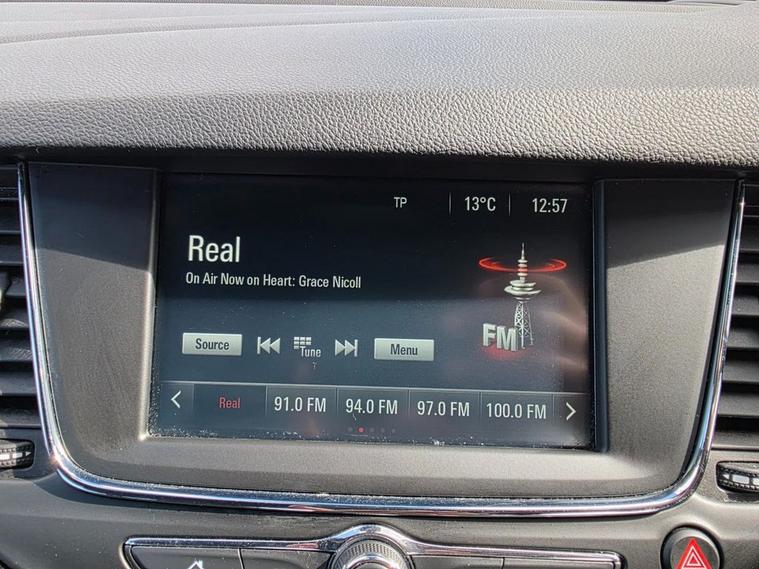 TP 13°C 12:57
Real
On Air Now on Heart: Grace Nicoll
FM
Source Tune Menu
Real 91.0 FM 94.0 FM 97.0 FM 100.0 FM